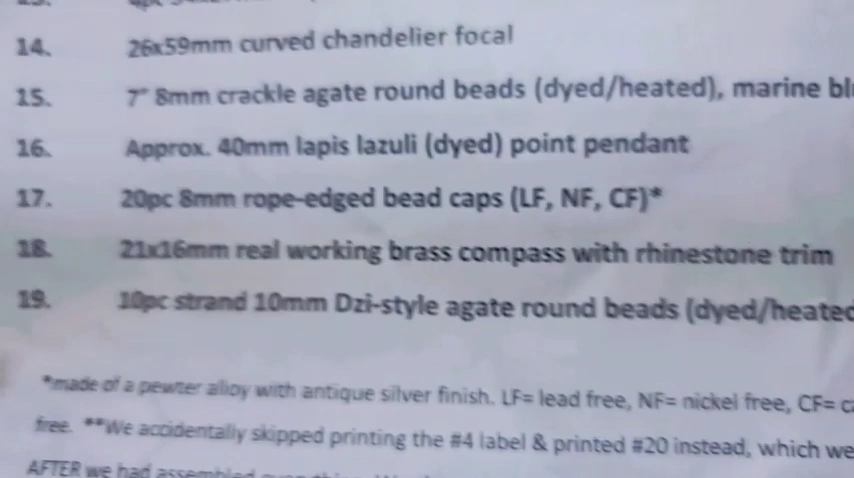 14. 26x59mm curved chandelier focal
15. 7" 8mm crackle agate round beads (dyed/heated), marine
16. Approx. 40mm lapis lazuli (dyed) point pendant
17. 20pc 8mm rope-edged bead caps (LF, NF, CF)*
18. 21x16mm real working brass compass with rhinestone trim
19. 10pc strand 10mm Dzi-style agate round beads (dyed/heated
*made of a pewter alloy with antique silver finish. LF= lead free, NF= nickel free, CF=
free. **We accidentally skipped printing the #4 label & printed #20 instead, which we
AFTER we had assembled